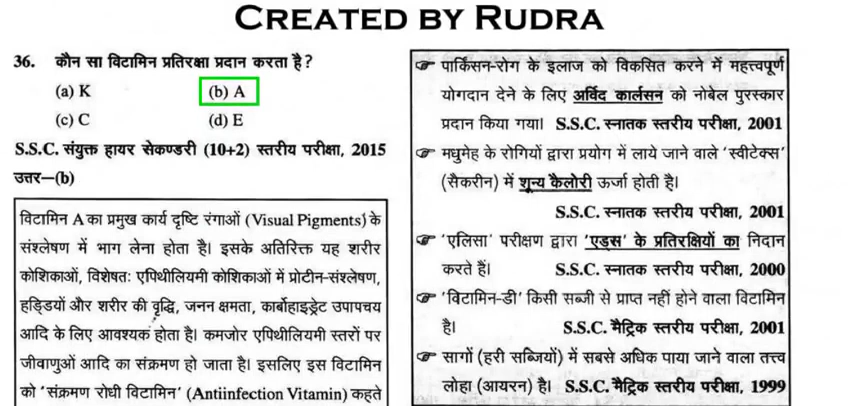 CREATED BY RUDRA
36. कौन सा विटामिन प्रतिरक्षा प्रदान करता है?
(a) K (b) A
(c) C (d) E
S.S.C. संयुक्त हायर सेकण्डरी (10+2) स्तरीय परीक्षा, 2015
उत्तर—(b)
विटामिन A का प्रमुख कार्य दृष्टि रंगाओं (Visual Pigments) के
संश्लेषण में भाग लेना होता है। इसके अतिरिक्त यह शरीर
कोशिकाओं, विशेषतः एपिथीलियमी कोशिकाओं में प्रोटीन-संश्लेषण,
हड्डियों और शरीर की वृद्धि, जनन क्षमता, कार्बोहाइड्रेट उपापचय
आदि के लिए आवश्यक होता है। कमजोर एपिथीलियमी स्तरों पर
जीवाणुओं आदि का संक्रमण हो जाता है। इसलिए इस विटामिन
को 'संक्रमण रोधी विटामिन' (Antiinfection Vitamin) कहते
☞ पार्किंसन-रोग के इलाज को विकसित करने में महत्त्वपूर्ण
योगदान देने के लिए अर्विद कार्लसन को नोबेल पुरस्कार
प्रदान किया गया। S.S.C. स्नातक स्तरीय परीक्षा, 2001
☞ मधुमेह के रोगियों द्वारा प्रयोग में लाये जाने वाले 'स्वीटेक्स'
(सैकरीन) में शून्य कैलोरी ऊर्जा होती है।
S.S.C. स्नातक स्तरीय परीक्षा, 2001
☞ 'एलिसा' परीक्षण द्वारा 'एड्स' के प्रतिरक्षियों का निदान
करते हैं। S.S.C. स्नातक स्तरीय परीक्षा, 2000
☞ 'विटामिन-डी' किसी सब्जी से प्राप्त नहीं होने वाला विटामिन
है। S.S.C. मैट्रिक स्तरीय परीक्षा, 2001
☞ सागों (हरी सब्जियों) में सबसे अधिक पाया जाने वाला तत्त्व
लोहा (आयरन) है। S.S.C. मैट्रिक स्तरीय परीक्षा, 1999